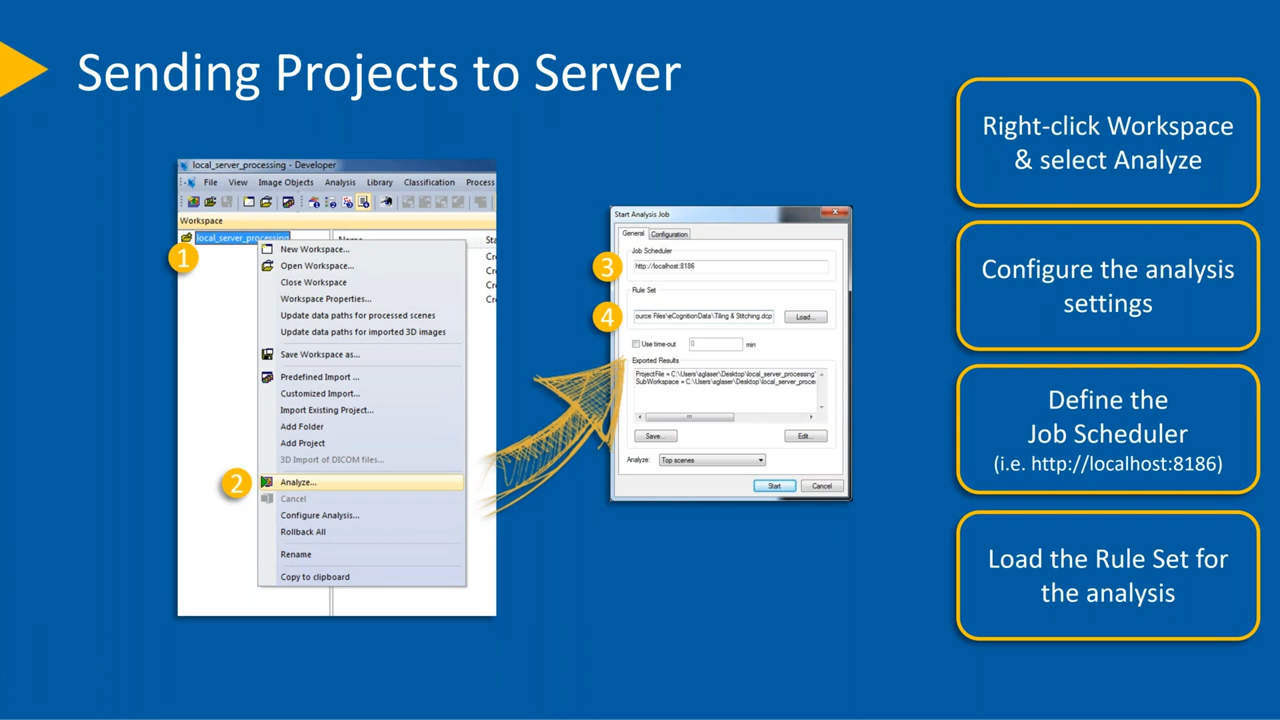 Sending Projects to Server
local_server_processing - Developer
File View Image Objects Analysis Library Classification Process
Workspace
local_server_processing
1
New Workspace...
Open Workspace...
Close Workspace
Workspace Properties...
Update data paths for processed scenes
Update data paths for imported 3D images
Save Workspace as...
Predefined Import ...
Customized Import...
Import Existing Project...
Add Folder
Add Project
3D Import of DICOM files...
2
Analyze...
Cancel
Configure Analysis...
Rollback All
Rename
Copy to clipboard
Start Analysis Job
General Configuration
Job Scheduler
3
http://localhost:8186
Rule Set
4
ource Files\eCognitionData\Tiling & Stitching.dcp Load...
Use time-out 0 min
Exported Results
ProjectFile = C:\Users\sglaser\Desktop\local_server_processing\
SubWorkspace = C:\Users\sglaser\Desktop\local_server_proce
Save... Edit...
Analyze: Top scenes
Start Cancel
Right-click Workspace
& select Analyze
Configure the analysis
settings
Define the
Job Scheduler
(i.e. http://localhost:8186)
Load the Rule Set for
the analysis